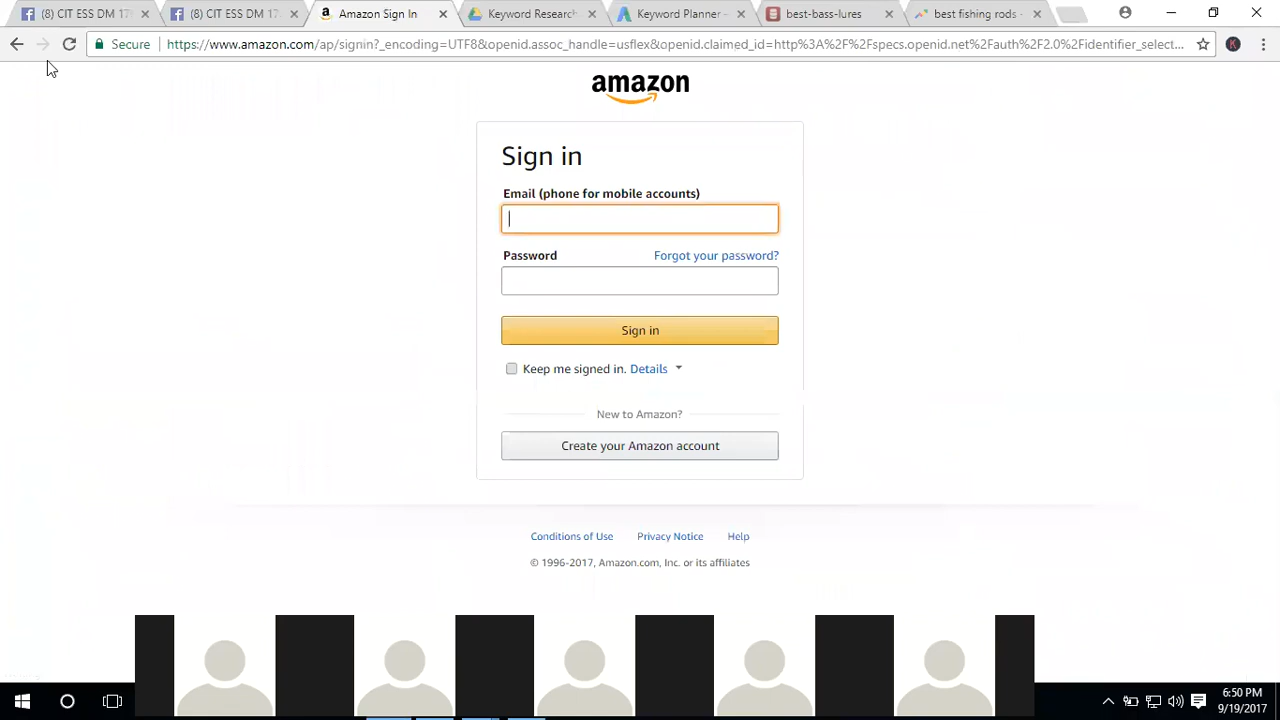 (8) CIT ESS DM 179
(8) CIT ESS DM 179
Amazon Sign In
Keyword Research
Keyword Planner -
best-bass-lures
best fishing rods -
Secure
https://www.amazon.com/ap/signin?_encoding=UTF8&openid.assoc_handle=usflex&openid.claimed_id=http%3A%2F%2Fspecs.openid.net%2Fauth%2F2.0%2Fidentifier_select...
K
amazon
Sign in
Email (phone for mobile accounts)
Password
Forgot your password?
Sign in
Keep me signed in. Details
New to Amazon?
Create your Amazon account
Conditions of Use
Privacy Notice
Help
© 1996-2017, Amazon.com, Inc. or its affiliates
6:50 PM
9/19/2017